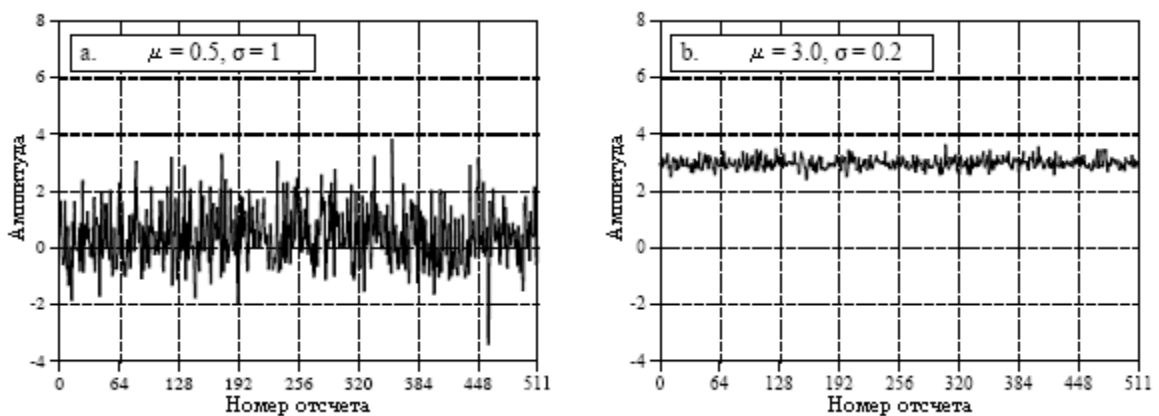 8
6
4
2
0
-2
-4
Амплитуда
a. μ = 0.5, σ = 1
0 64 128 192 256 320 384 448 511
Номер отсчета
8
6
4
2
0
-2
-4
Амплитуда
b. μ = 3.0, σ = 0.2
0 64 128 192 256 320 384 448 511
Номер отсчета